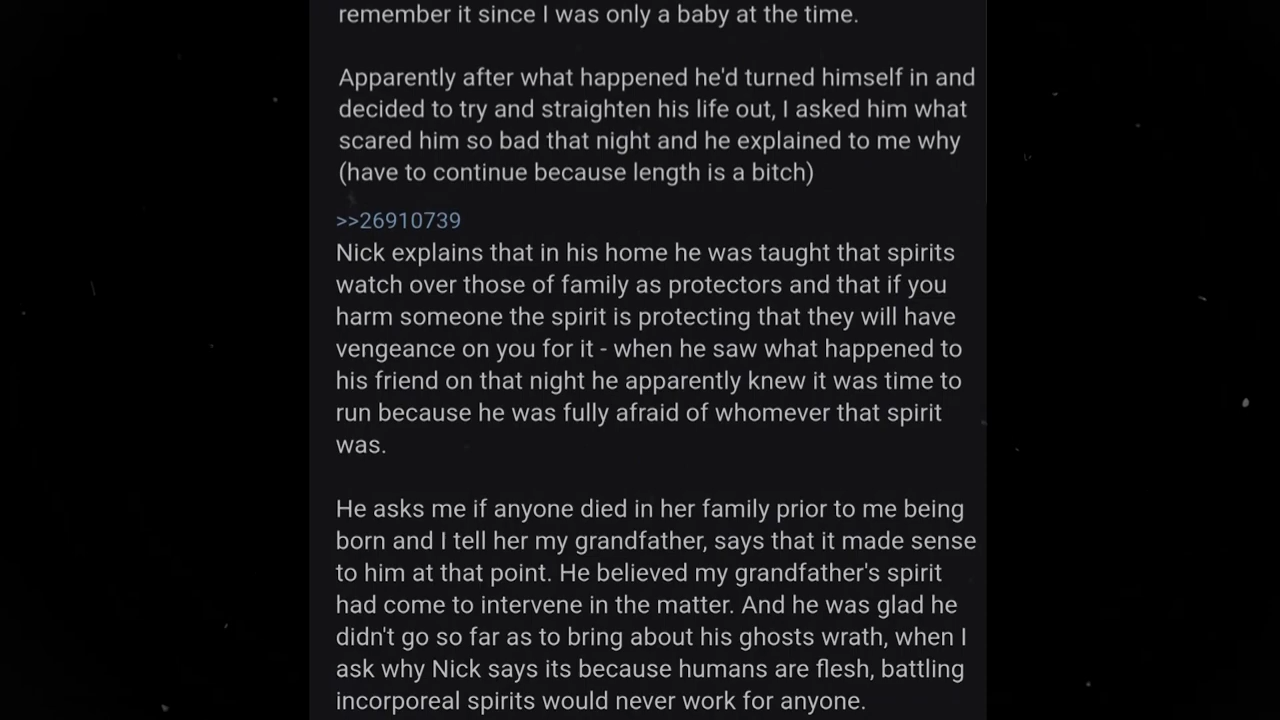 remember it since I was only a baby at the time.
Apparently after what happened he'd turned himself in and
decided to try and straighten his life out, I asked him what
scared him so bad that night and he explained to me why
(have to continue because length is a bitch)
>>26910739
Nick explains that in his home he was taught that spirits
watch over those of family as protectors and that if you
harm someone the spirit is protecting that they will have
vengeance on you for it - when he saw what happened to
his friend on that night he apparently knew it was time to
run because he was fully afraid of whomever that spirit
was.
He asks me if anyone died in her family prior to me being
born and I tell her my grandfather, says that it made sense
to him at that point. He believed my grandfather's spirit
had come to intervene in the matter. And he was glad he
didn't go so far as to bring about his ghosts wrath, when I
ask why Nick says its because humans are flesh, battling
incorporeal spirits would never work for anyone.